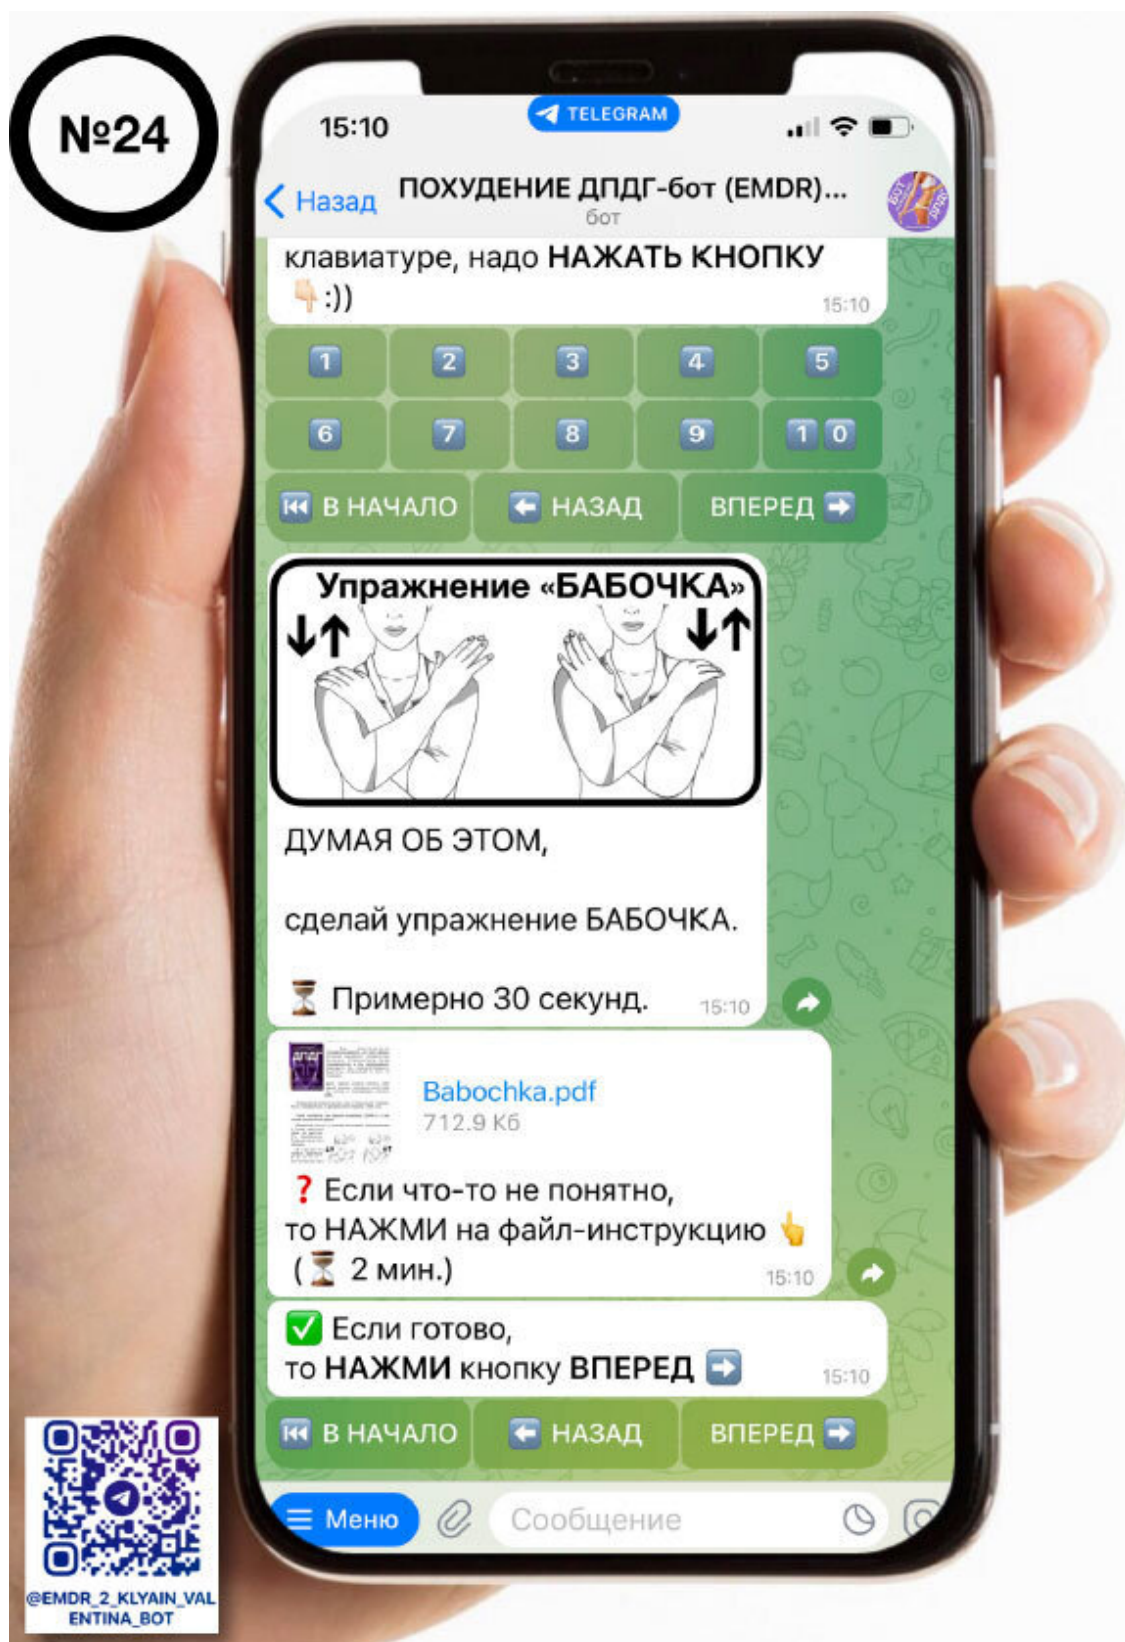 №24
15:10
TELEGRAM
Назад
ПОХУДЕНИЕ ДПДГ-бот (EMDR)...
бот
БОТ
ДПДГ
клавиатуре, надо НАЖАТЬ КНОПКУ
👇🏻:))
15:10
1 2 3 4 5
6 7 8 9 10
⏮ В НАЧАЛО ⬅ НАЗАД ВПЕРЕД ➡
Упражнение «БАБОЧКА»
↓↑ ↓↑
ДУМАЯ ОБ ЭТОМ,
сделай упражнение БАБОЧКА.
⏳ Примерно 30 секунд. 15:10
ДПДГ
Babochka.pdf
712.9 Кб
❓ Если что-то не понятно,
то НАЖМИ на файл-инструкцию 👆
(⏳ 2 мин.) 15:10
✅ Если готово,
то НАЖМИ кнопку ВПЕРЕД ➡ 15:10
⏮ В НАЧАЛО ⬅ НАЗАД ВПЕРЕД ➡
Меню
Сообщение
@EMDR_2_KLYAIN_VAL
ENTINA_BOT